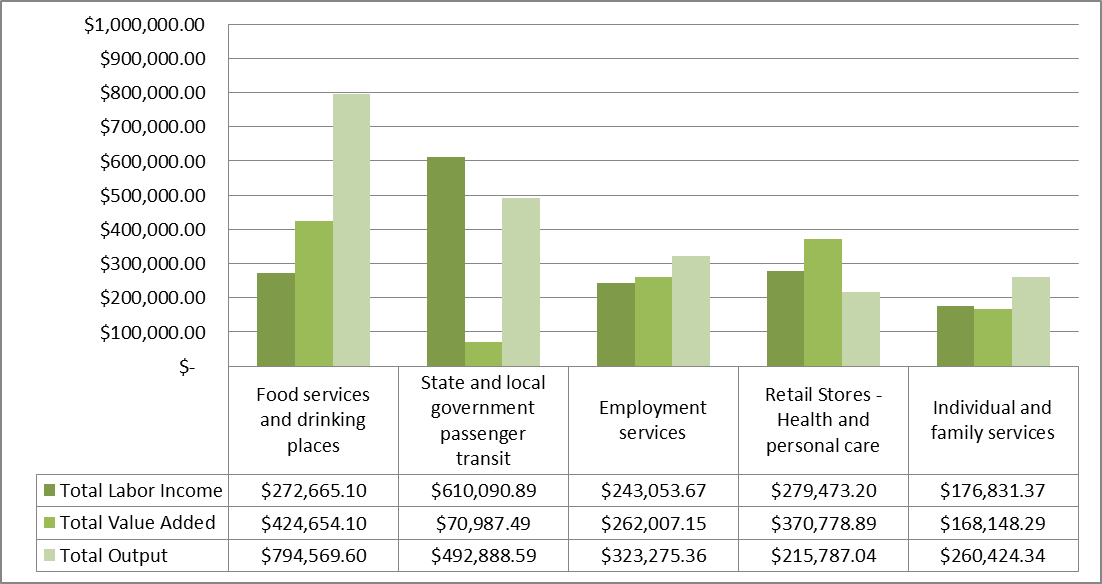 $1,000,000.00
$900,000.00
$800,000.00
$700,000.00
$600,000.00
$500,000.00
$400,000.00
$300,000.00
$200,000.00
$100,000.00
$-
Food services
and drinking
places
State and local
government
passenger
transit
Employment
services
Retail Stores -
Health and
personal care
Individual and
family services
Total Labor Income $272,665.10 $610,090.89 $243,053.67 $279,473.20 $176,831.37
Total Value Added $424,654.10 $70,987.49 $262,007.15 $370,778.89 $168,148.29
Total Output $794,569.60 $492,888.59 $323,275.36 $215,787.04 $260,424.34